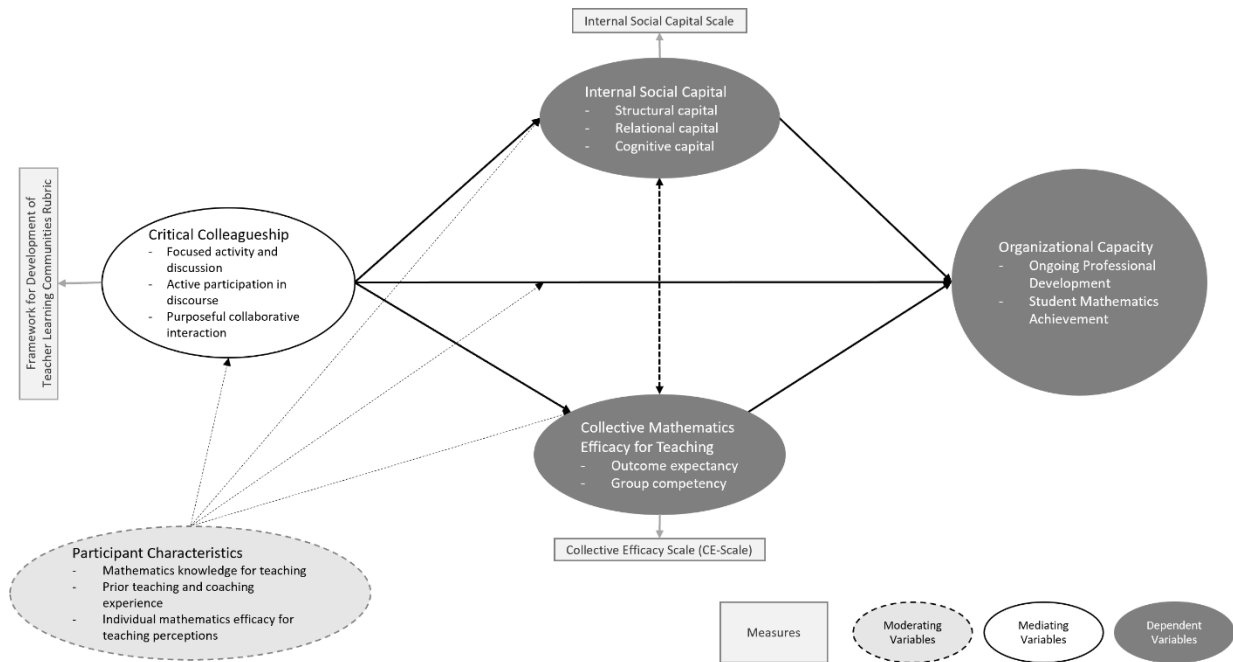 Internal Social Capital Scale
Internal Social Capital
- Structural capital
- Relational capital
- Cognitive capital
Framework for Development of
Teacher Learning Communities Rubric
Critical Colleagueship
- Focused activity and
discussion
- Active participation in
discourse
- Purposeful collaborative
interaction
Organizational Capacity
- Ongoing Professional
Development
- Student Mathematics
Achievement
Collective Mathematics
Efficacy for Teaching
- Outcome expectancy
- Group competency
Collective Efficacy Scale (CE-Scale)
Participant Characteristics
- Mathematics knowledge for teaching
- Prior teaching and coaching
experience
- Individual mathematics efficacy for
teaching perceptions
Measures
Moderating
Variables
Mediating
Variables
Dependent
Variables